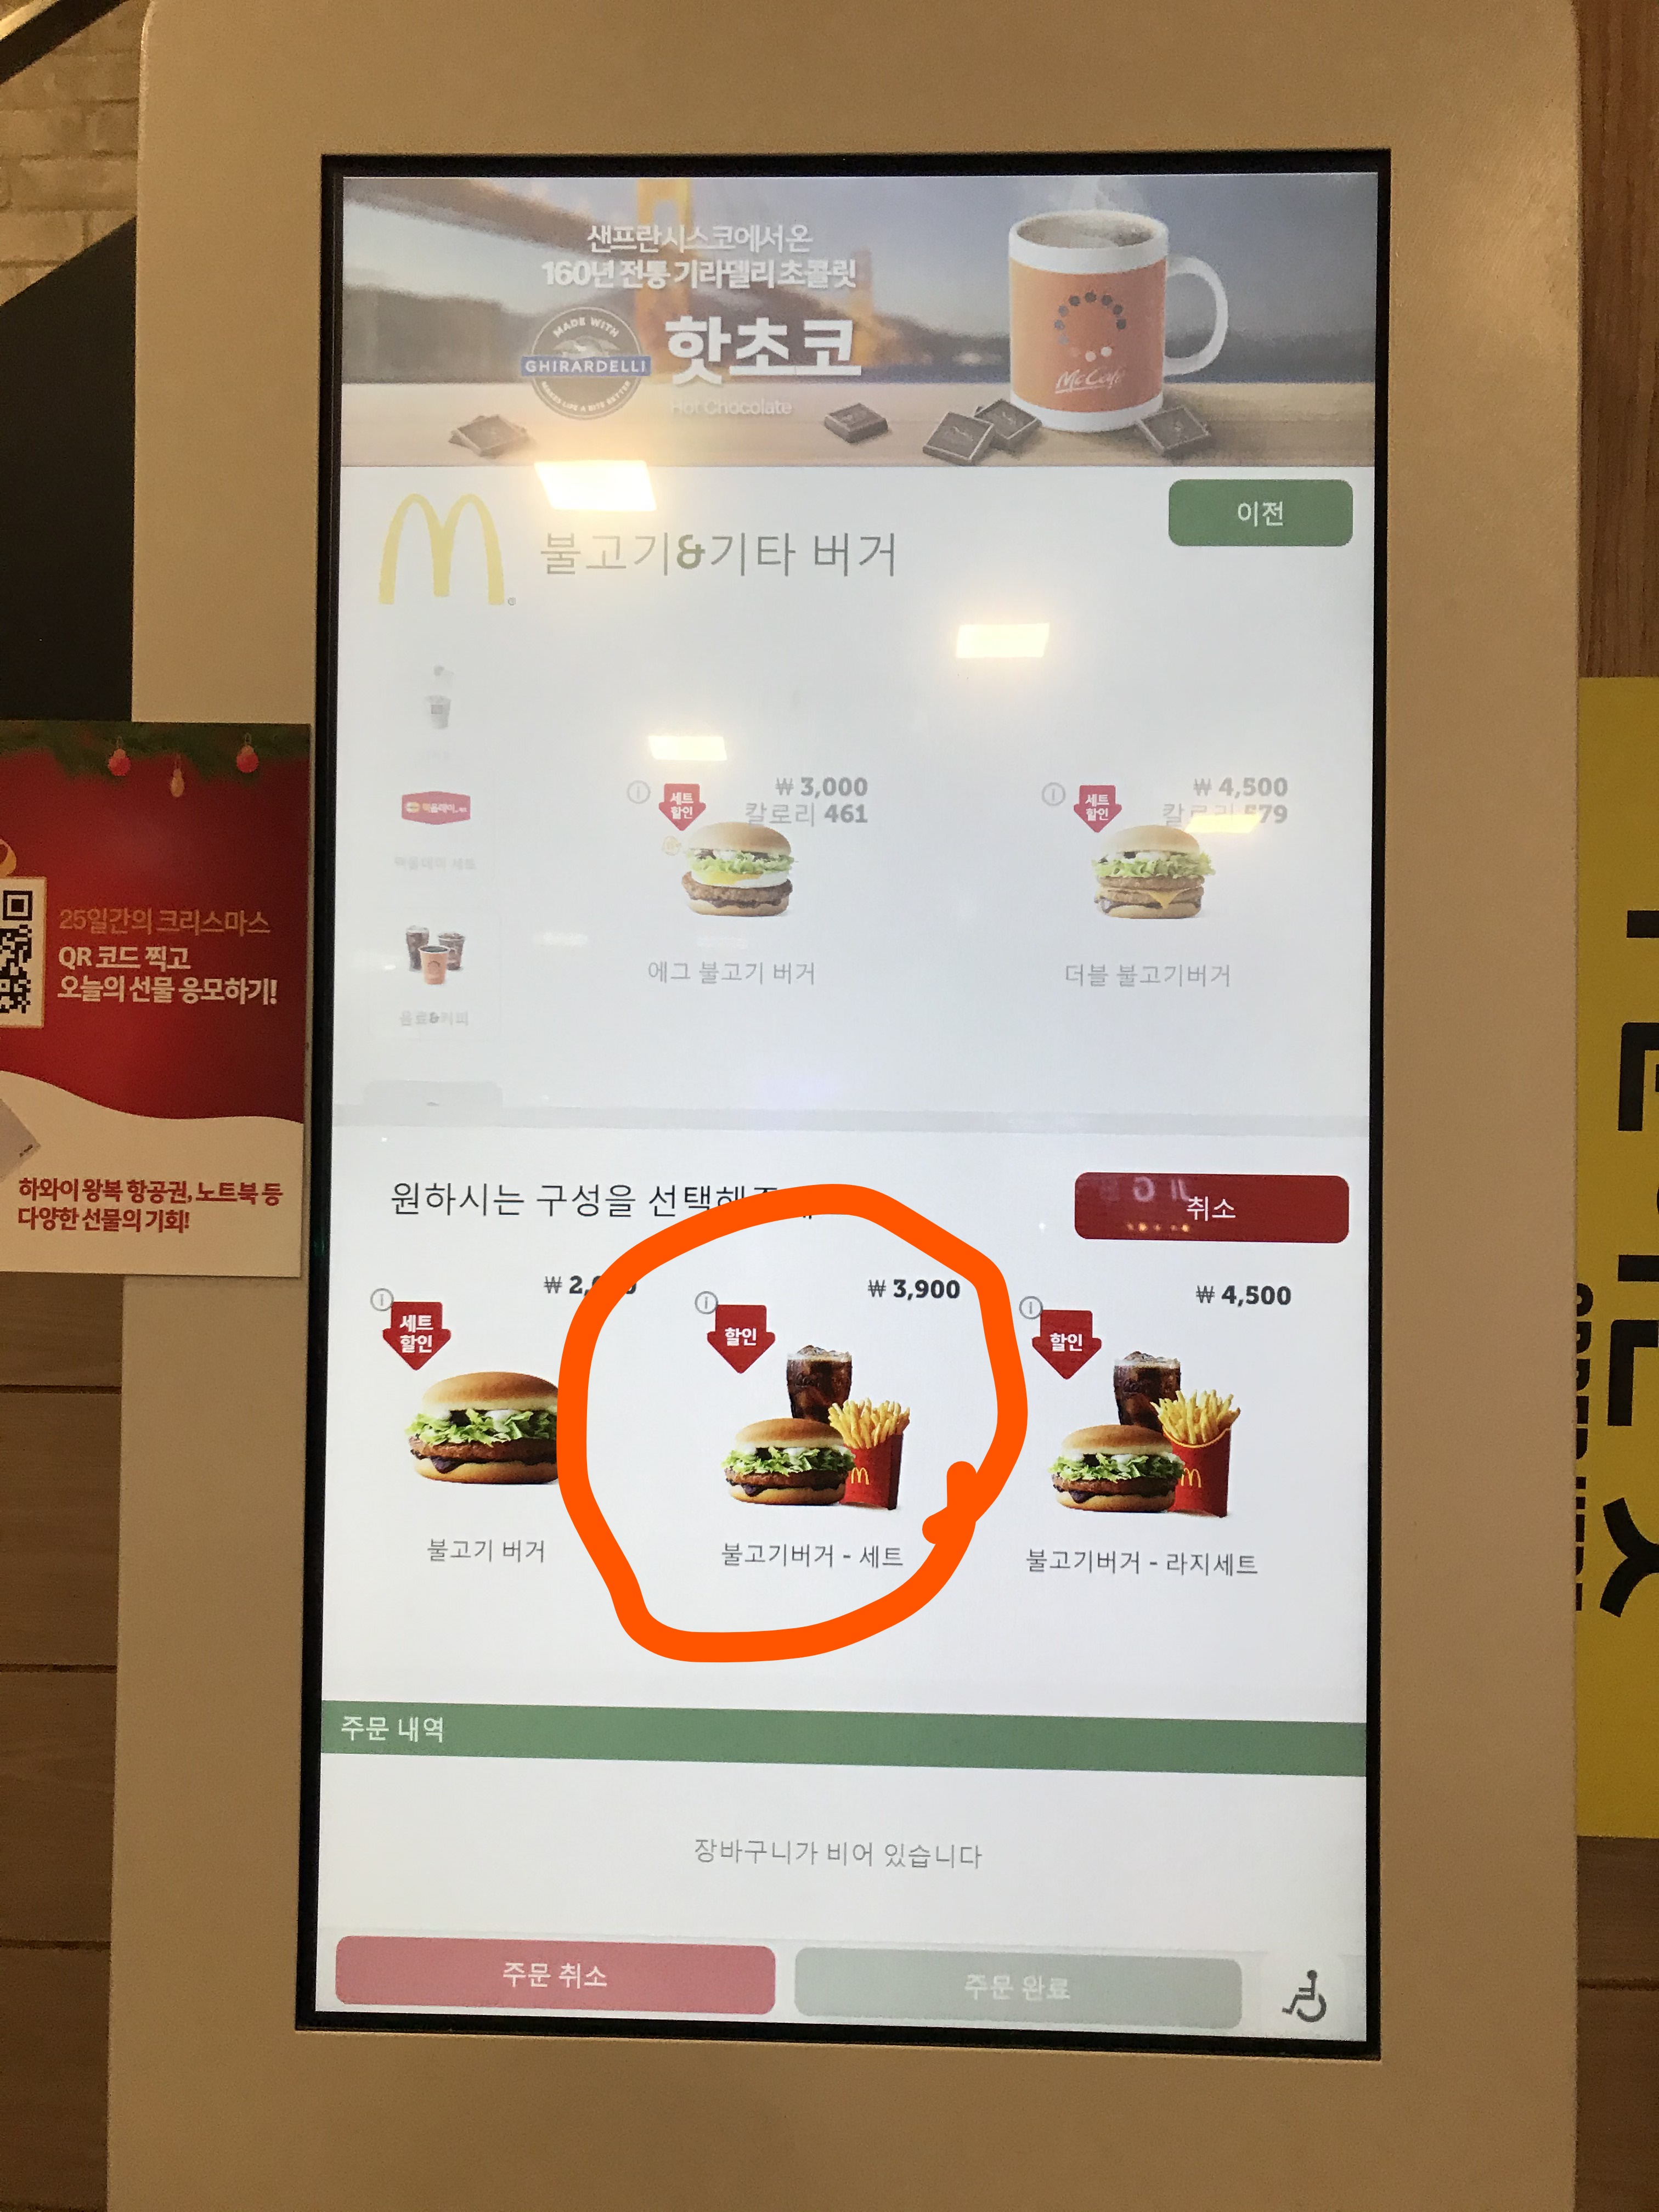 샌프란시스코에서 온
160년 전통 기라델리 초콜릿
MADE WITH
GHIRARDELLI
MAKES LIFE A BITE BETTER
핫초코
Hot Chocolate
McCafé
불고기&기타 버거
이전
세트
할인
₩ 3,000
칼로리 461
에그 불고기 버거
세트
할인
₩ 4,500
칼로리 579
더블 불고기버거
음료&커피
25일간의 크리스마스
QR 코드 찍고
오늘의 선물 응모하기!
하와이 왕복 항공권, 노트북 등
다양한 선물의 기회!
원하시는 구성을
취소
세트
할인
불고기 버거
할인
₩ 3,900
불고기버거 - 세트
할인
₩ 4,500
불고기버거 - 라지세트
주문 내역
장바구니가 비어 있습니다
주문 취소
주문 완료